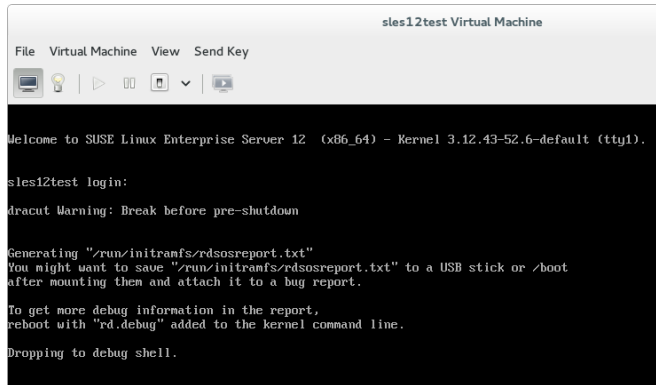 sles12test Virtual Machine
File Virtual Machine View Send Key
Welcome to SUSE Linux Enterprise Server 12 (x86_64) - Kernel 3.12.43-52.6-default (tty1).
sles12test login:
dracut Warning: Break before pre-shutdown
Generating "/run/initramfs/rdsosreport.txt"
You might want to save "/run/initramfs/rdsosreport.txt" to a USB stick or /boot
after mounting them and attach it to a bug report.
To get more debug information in the report,
reboot with "rd.debug" added to the kernel command line.
Dropping to debug shell.